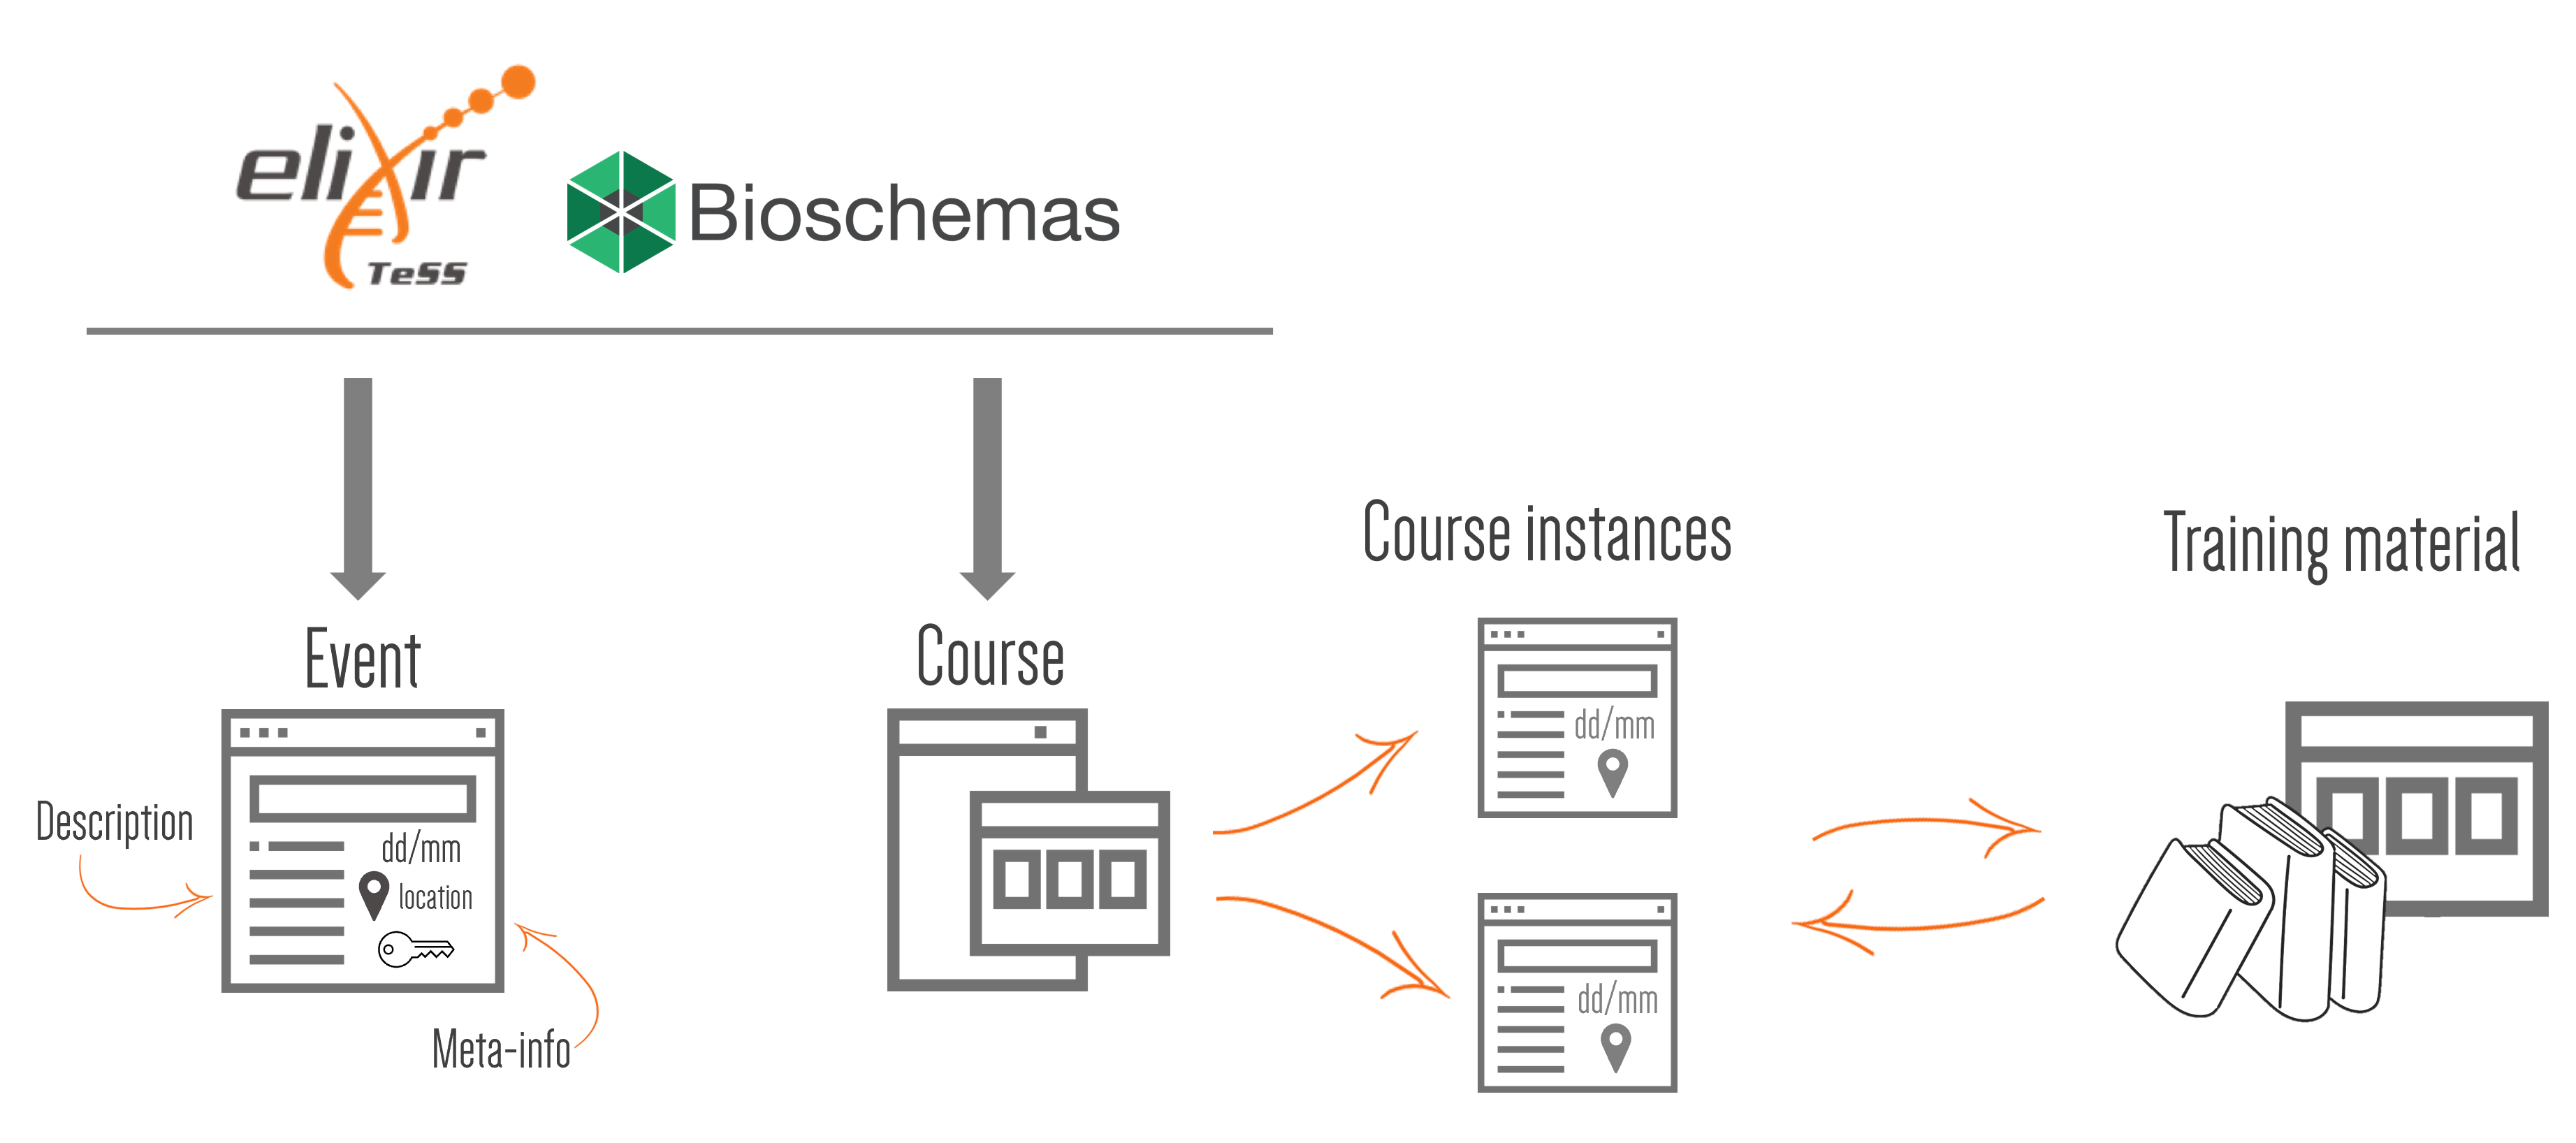 elixir
TeSS
Bioschemas
Event
Course
Course instances
Training material
Description
dd/mm
location
Meta-info
dd/mm
dd/mm